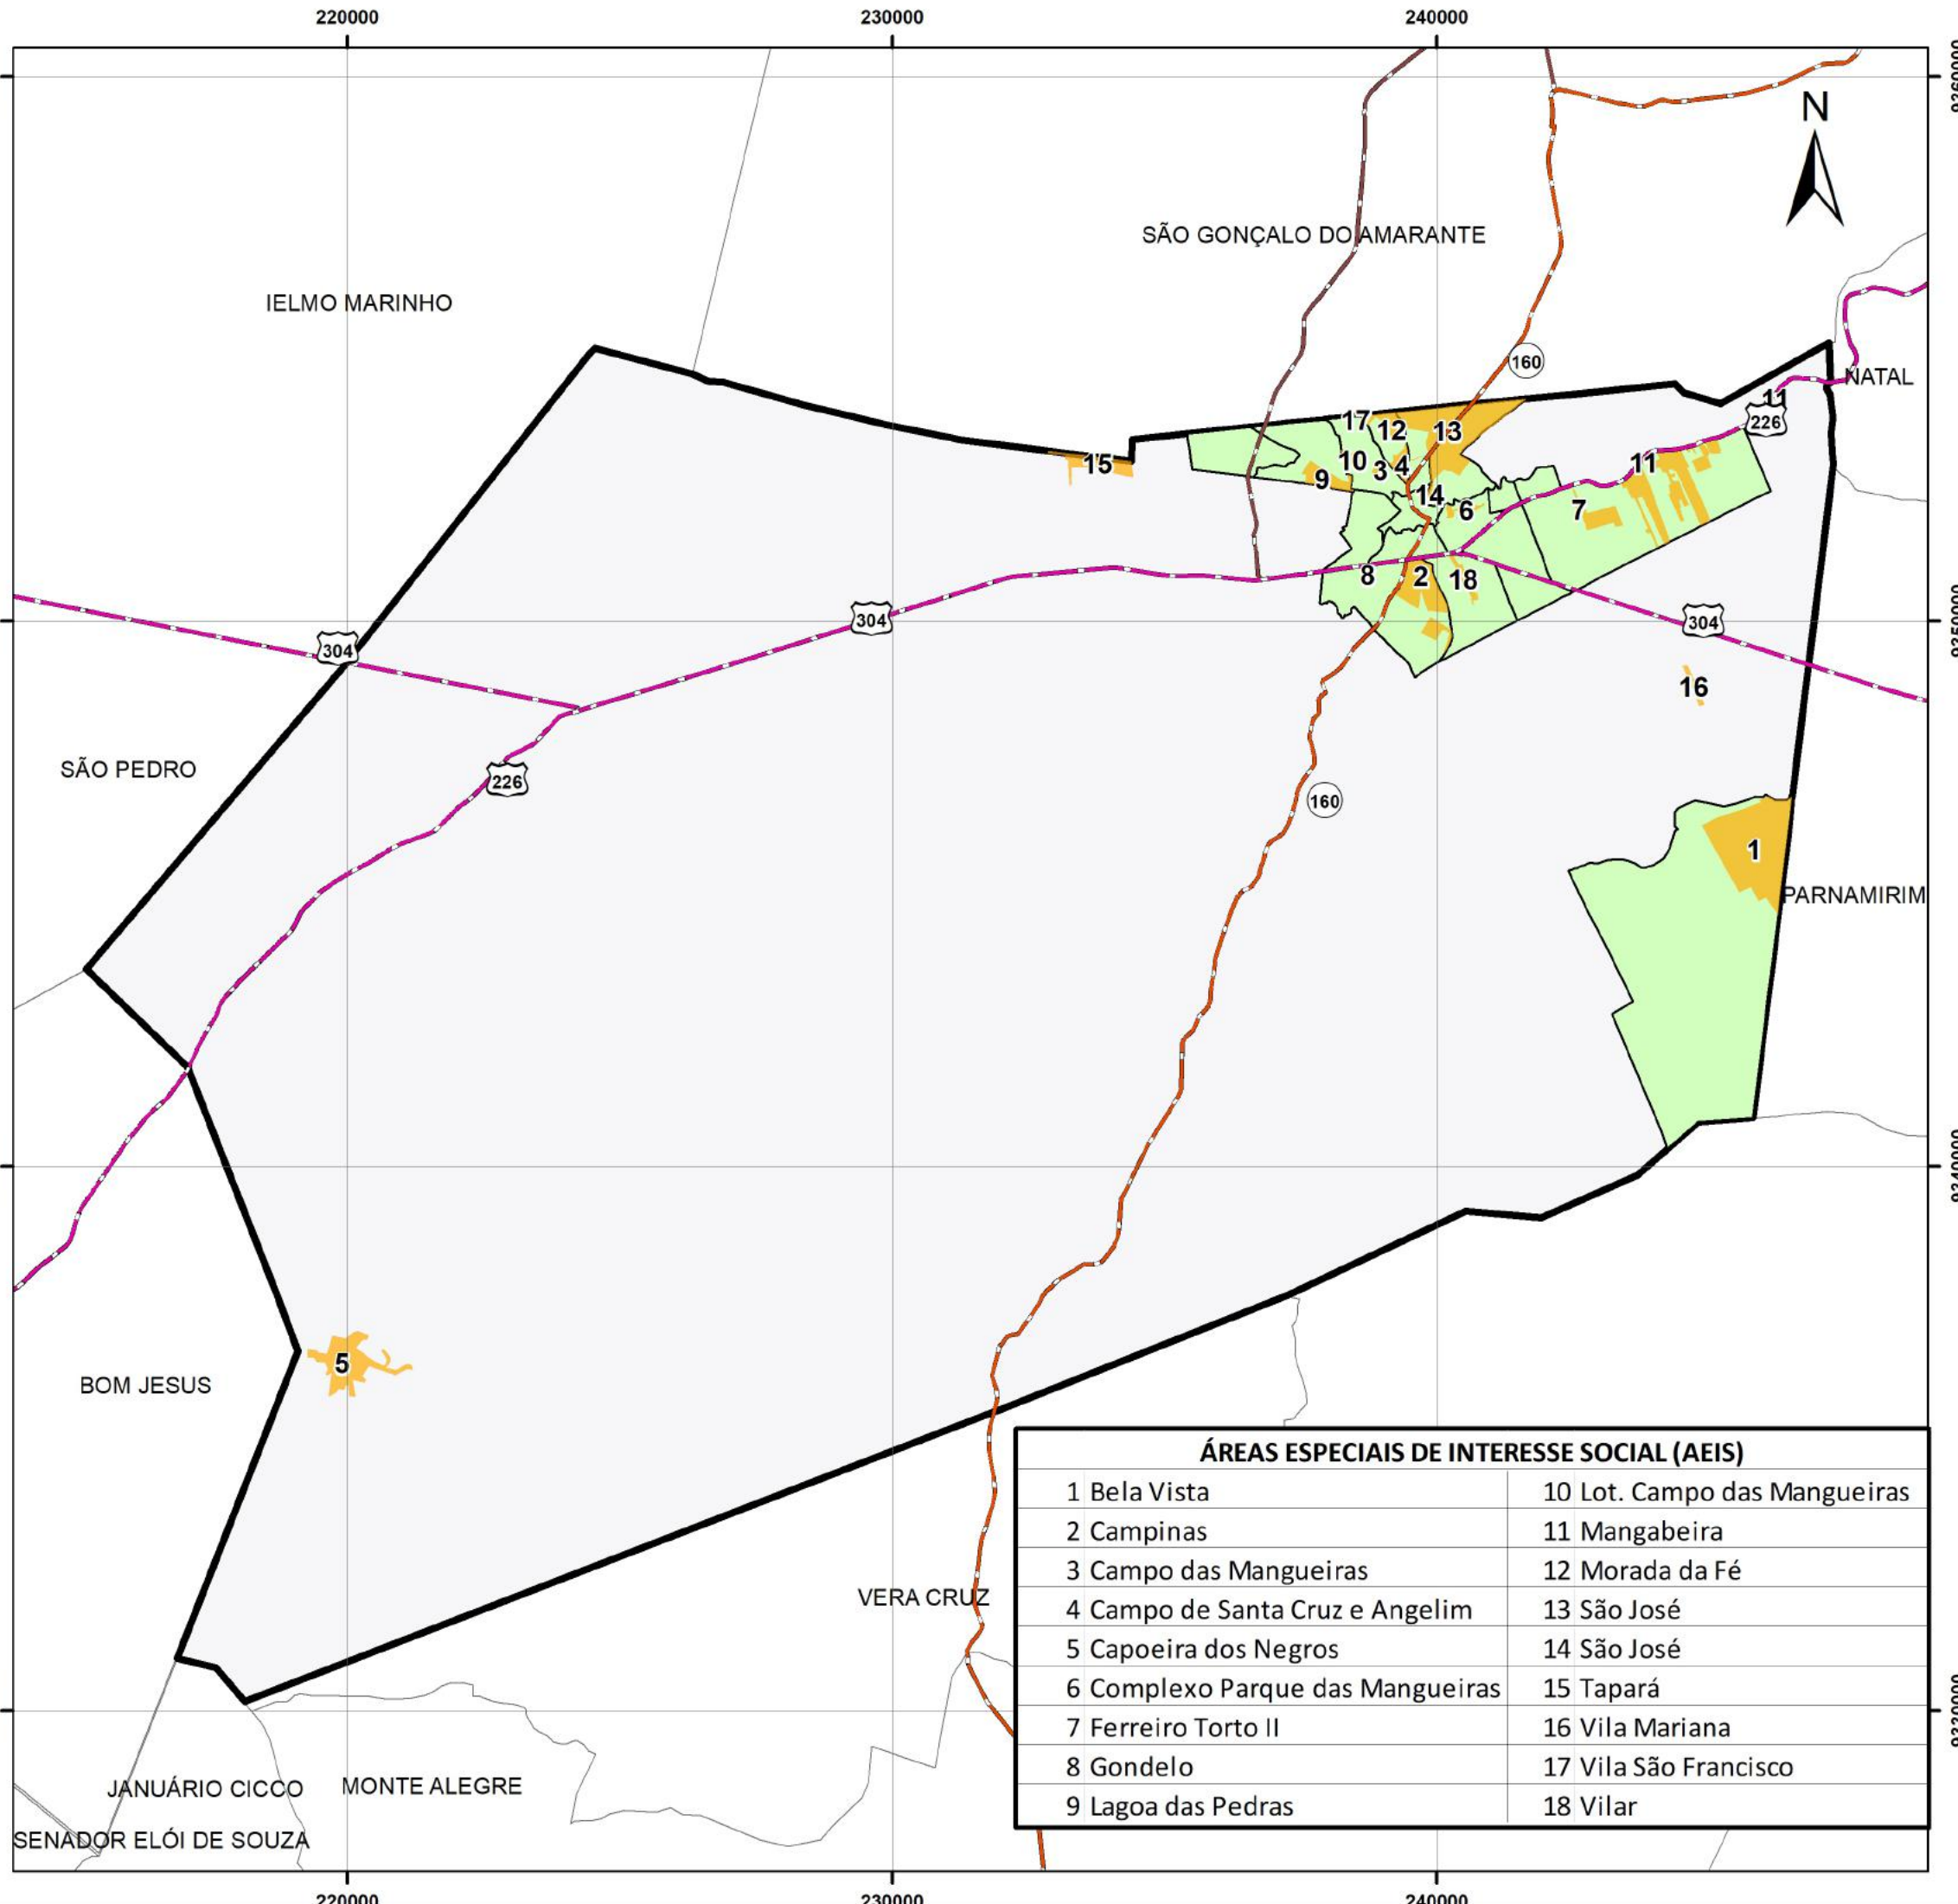 220000 230000 240000
9360000
N
SÃO GONÇALO DO AMARANTE
IELMO MARINHO
160
NATAL
11
226
17
12
13
15
10
3
4
11
9
14
6
7
8
2
18
304
304
304
16
SÃO PEDRO
226
160
1
PARNAMIRIM
9350000
9340000
5
BOM JESUS
VERA CRUZ
ÁREAS ESPECIAIS DE INTERESSE SOCIAL (AEIS)
1 Bela Vista 10 Lot. Campo das Mangueiras
2 Campinas 11 Mangabeira
3 Campo das Mangueiras 12 Morada da Fé
4 Campo de Santa Cruz e Angelim 13 São José
5 Capoeira dos Negros 14 São José
6 Complexo Parque das Mangueiras 15 Tapará
7 Ferreiro Torto II 16 Vila Mariana
8 Gondelo 17 Vila São Francisco
9 Lagoa das Pedras 18 Vilar
9330000
JANUÁRIO CICCO
MONTE ALEGRE
SENADOR ELÓI DE SOUZA
220000 230000 240000